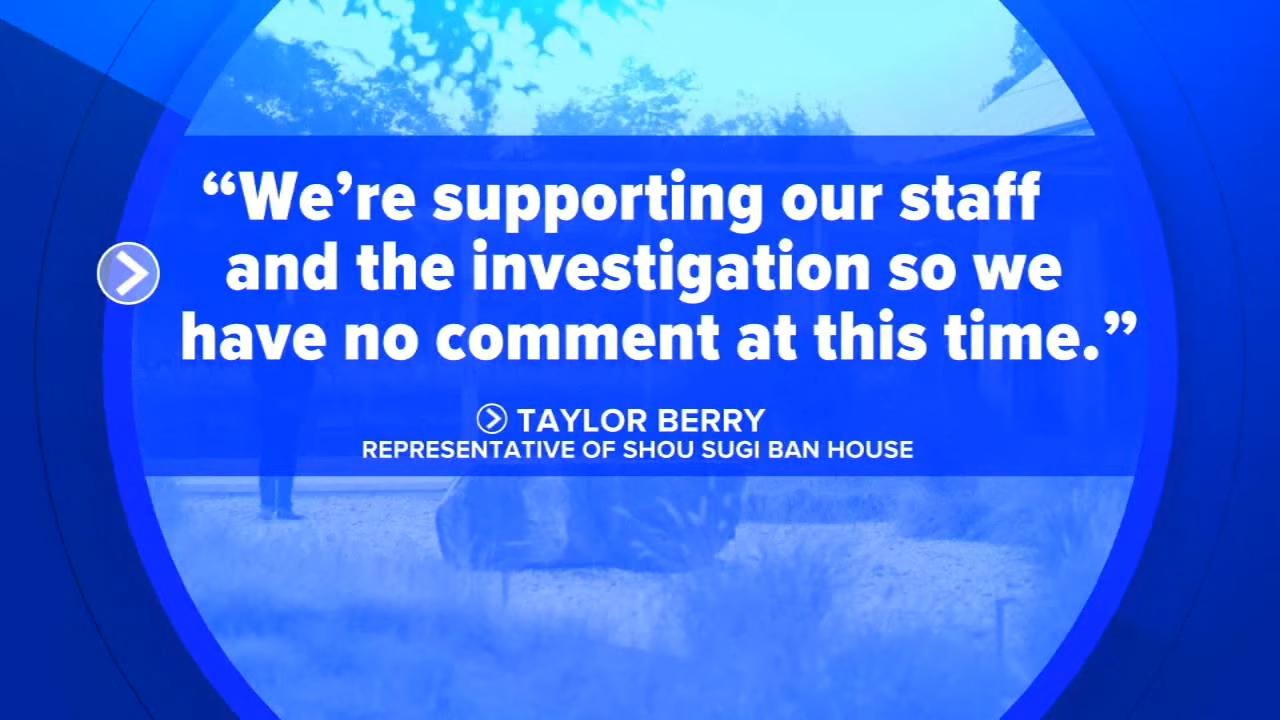 “We’re supporting our staff
and the investigation so we
have no comment at this time.”
TAYLOR BERRY
REPRESENTATIVE OF SHOU SUGI BAN HOUSE